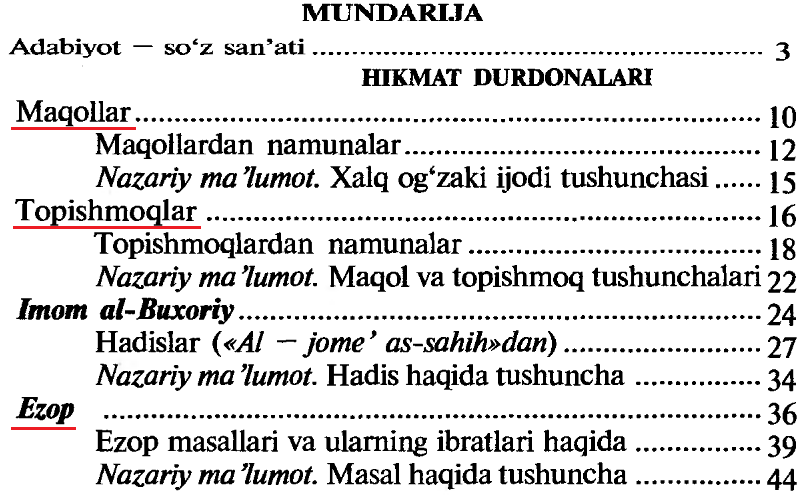 MUNDARIJA
Adabiyot — so‘z san’ati ........................................................ 3
HIKMAT DURDONALARI
Maqollar................................................................................ 10
Maqollardan namunalar.............................................. 12
Nazariy ma’lumot. Xalq og‘zaki ijodi tushunchasi...... 15
Topishmoqlar ........................................................................ 16
Topishmoqlardan namunalar ...................................... 18
Nazariy ma’lumot. Maqol va topishmoq tushunchalari 22
Imom al-Buxoriy.................................................................... 24
Hadislar («Al — jome’ as-sahih»dan) .......................... 27
Nazariy ma’lumot. Hadis haqida tushuncha ................ 34
Ezop .................................................................................... 36
Ezop masallari va ularning ibratlari haqida ................ 39
Nazariy ma’lumot. Masal haqida tushuncha ................ 44